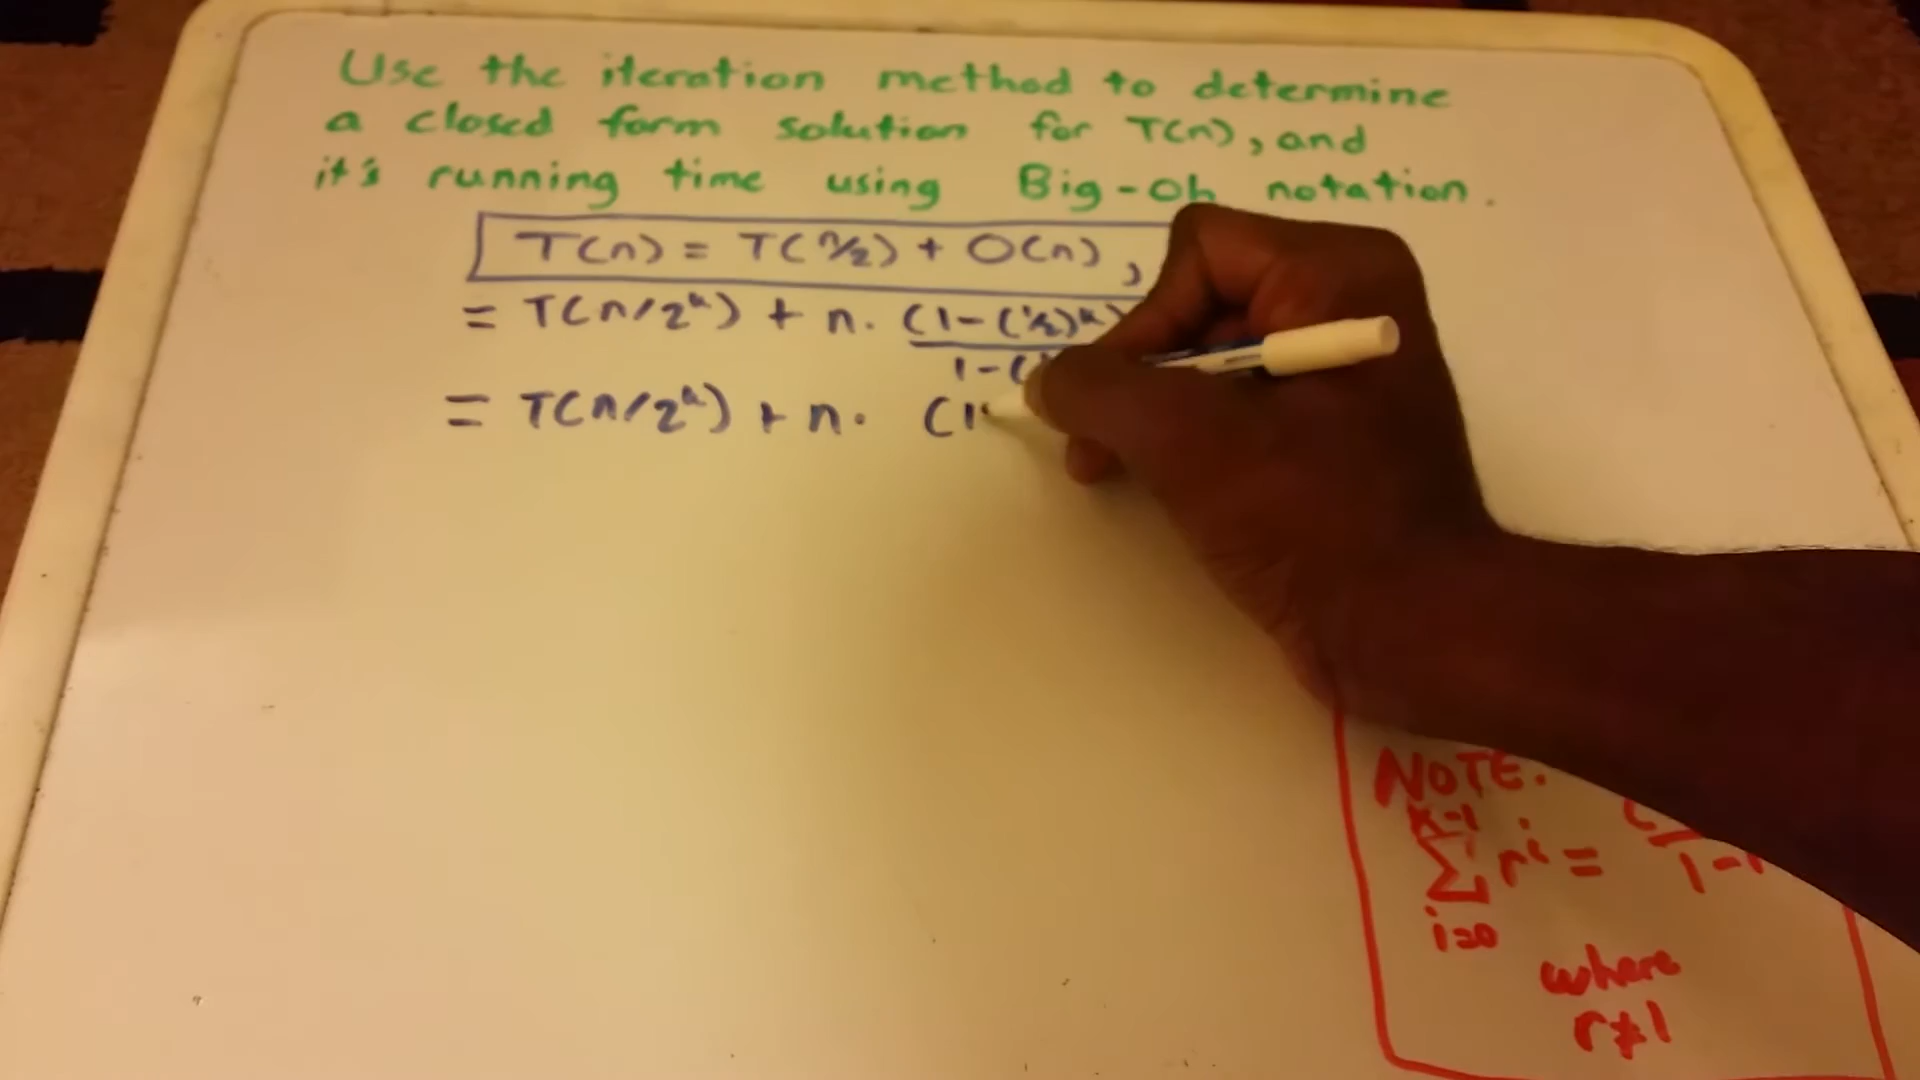 Use the iteration method to determine
a closed form solution for T(n), and
it's running time using Big-Oh notation.
T(n) = T(n/2) + O(n),
= T(n/2^k) + n. (1-(1/2)^k)
1-(
= T(n/2^k) + n. (1
NOTE:
k-1
Σ r^i =
1-
i=0
where
r≠1